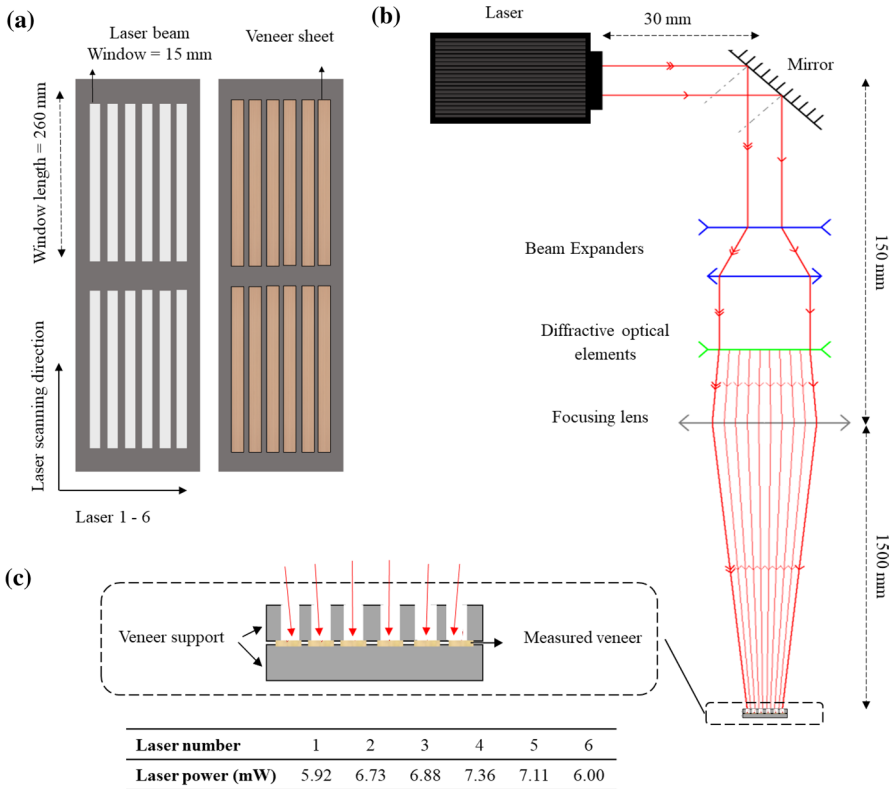 (a)
Laser beam
Window = 15 mm
Veneer sheet
Window length = 260 mm
Laser scanning direction
Laser 1 - 6
(b)
Laser
30 mm
Mirror
150 mm
Beam Expanders
Diffractive optical
elements
Focusing lens
1500 mm
(c)
Veneer support
Measured veneer
Laser number 1 2 3 4 5 6
Laser power (mW) 5.92 6.73 6.88 7.36 7.11 6.00